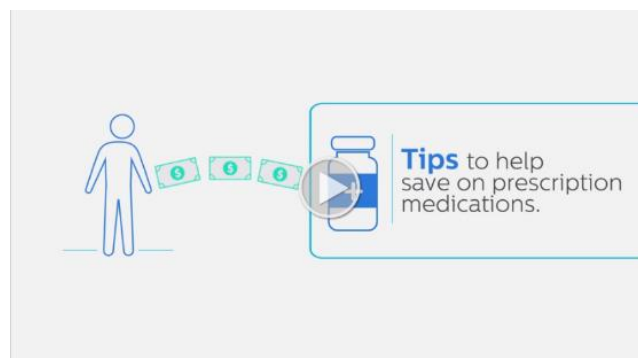 $ $ $
Tips to help
save on prescription
medications.